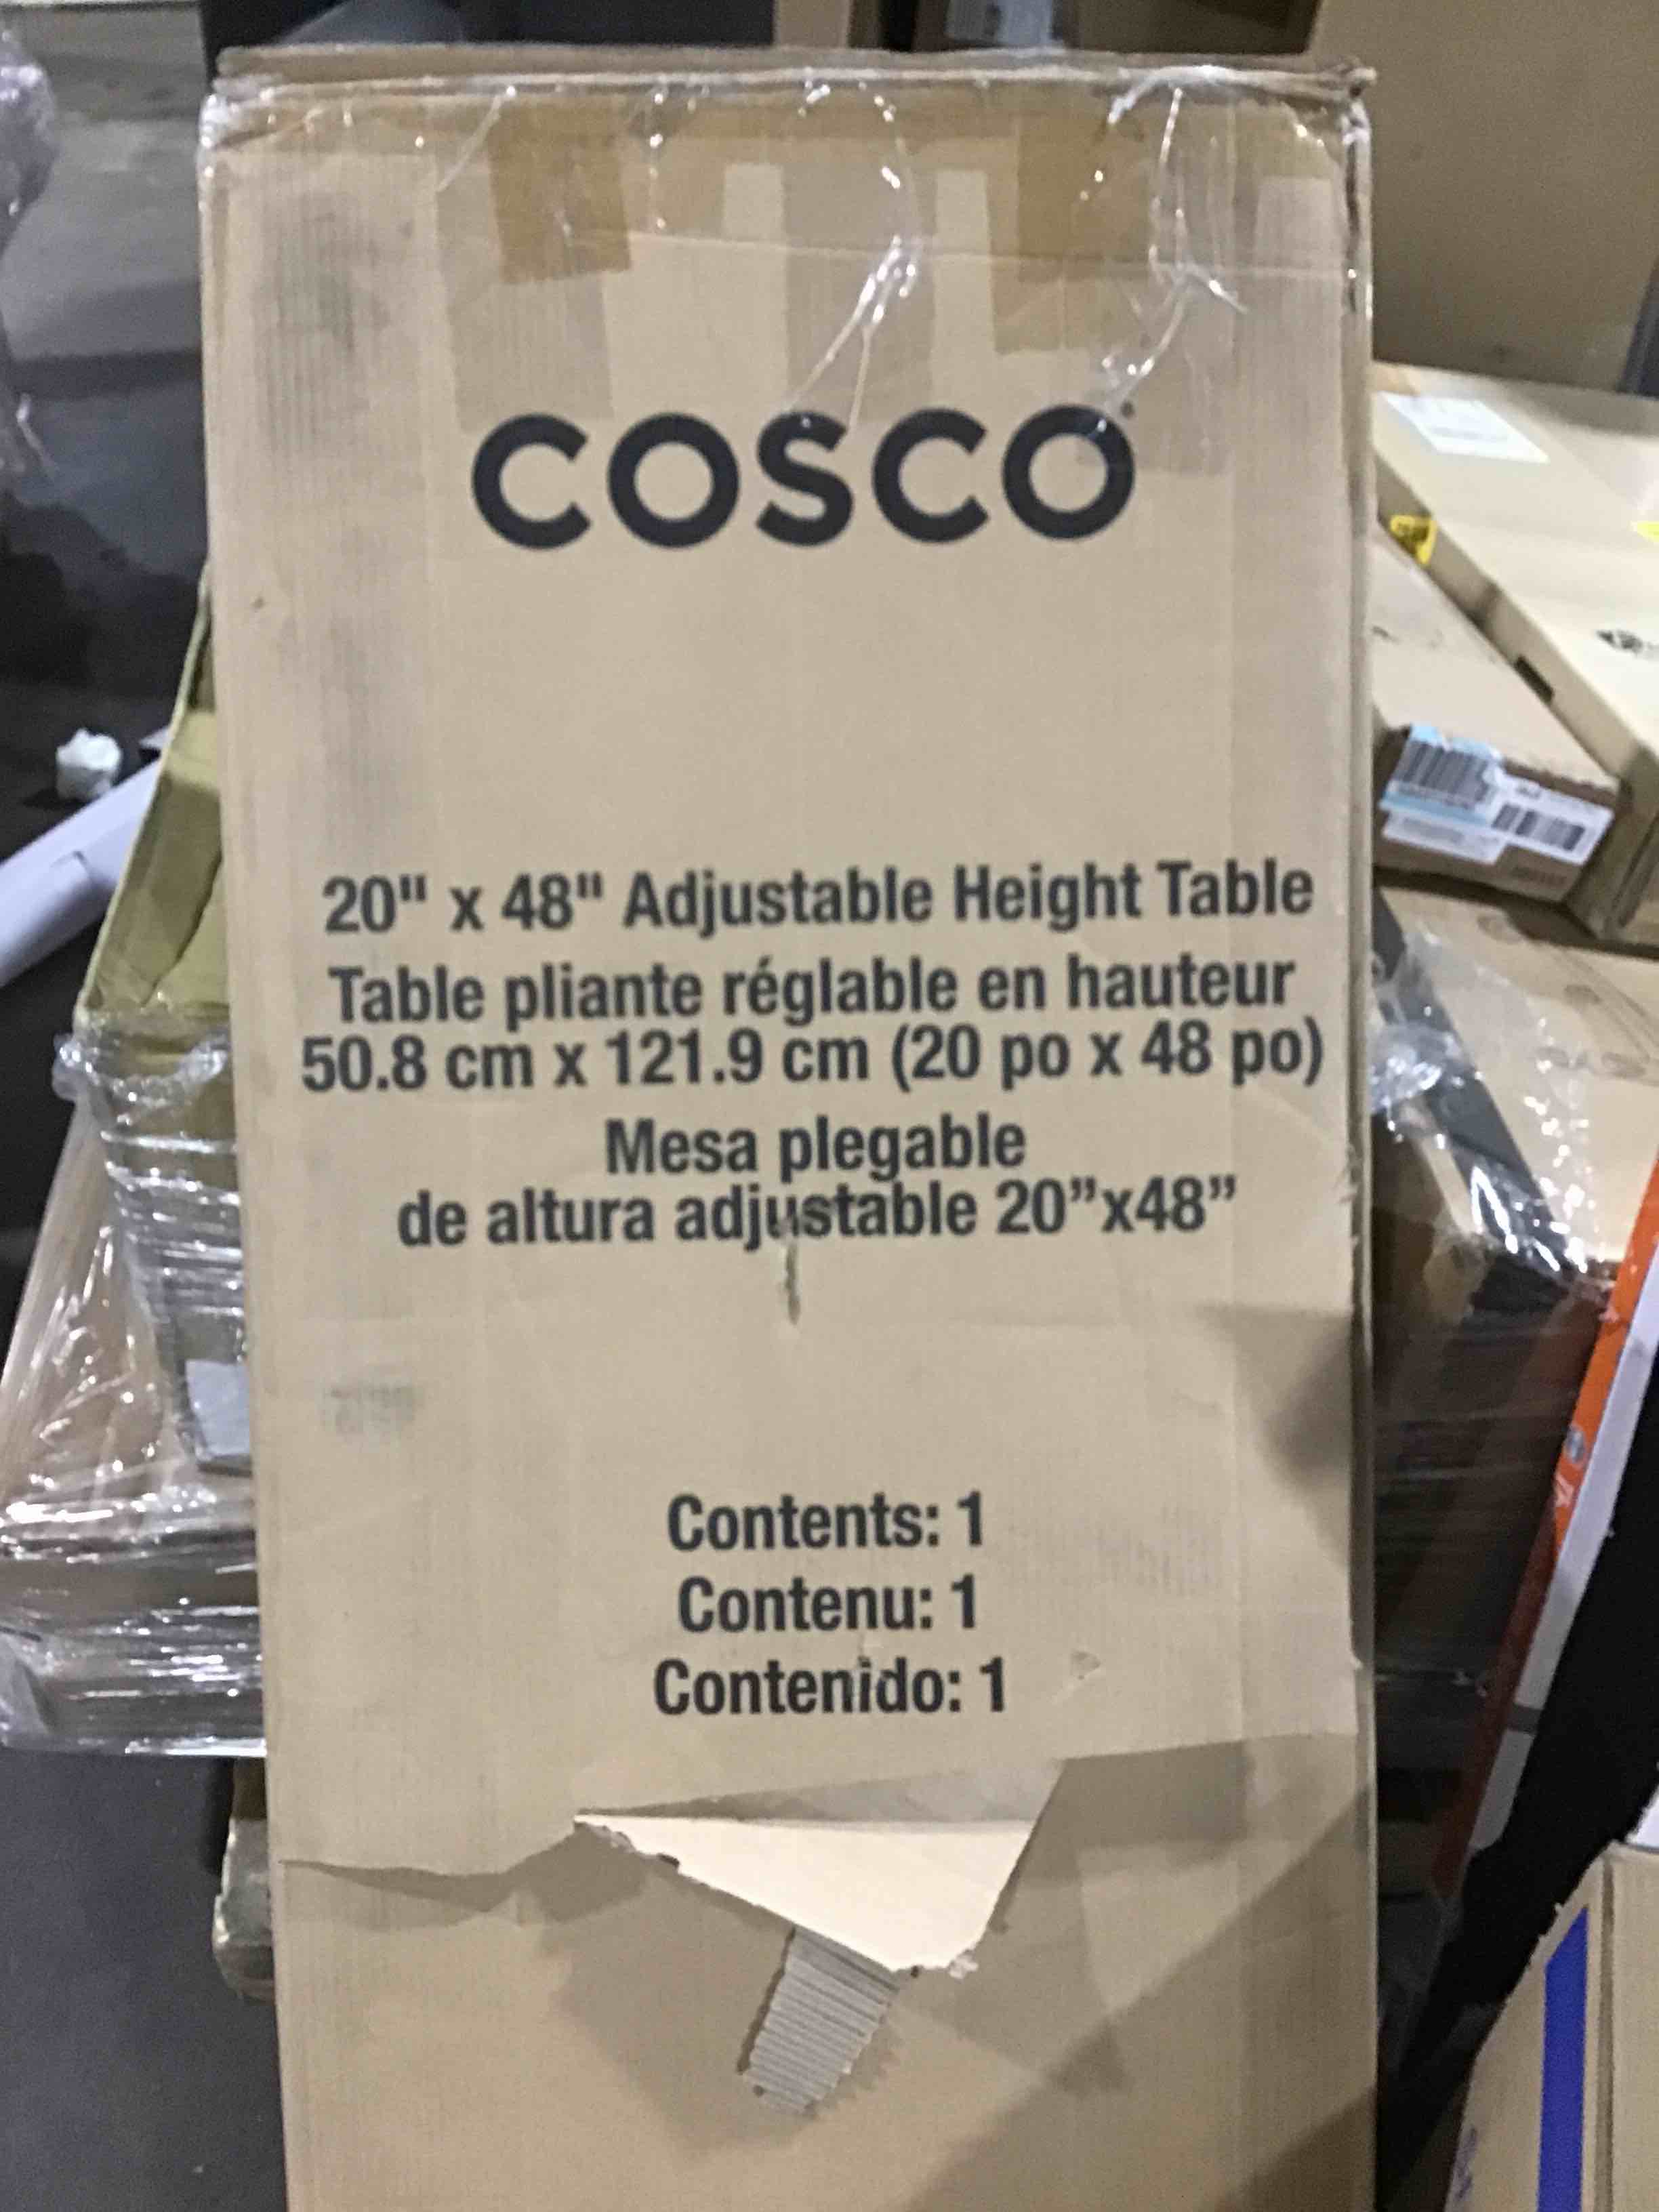 COSCO
20" x 48" Adjustable Height Table
Table pliante réglable en hauteur
50.8 cm x 121.9 cm (20 po x 48 po)
Mesa plegable
de altura adjustable 20”x48”
Contents: 1
Contenu: 1
Contenido: 1